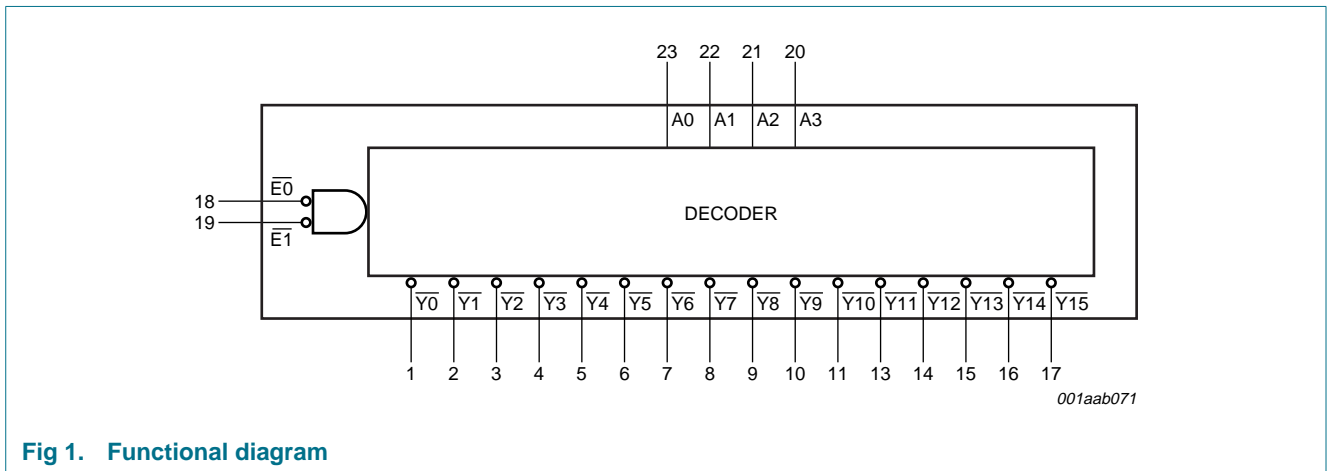 23 22 21 20
A0 A1 A2 A3
18 E0
DECODER
19 E1
Y0 Y1 Y2 Y3 Y4 Y5 Y6 Y7 Y8 Y9 Y10 Y11 Y12 Y13 Y14 Y15
1 2 3 4 5 6 7 8 9 10 11 13 14 15 16 17
001aab071
Fig 1. Functional diagram